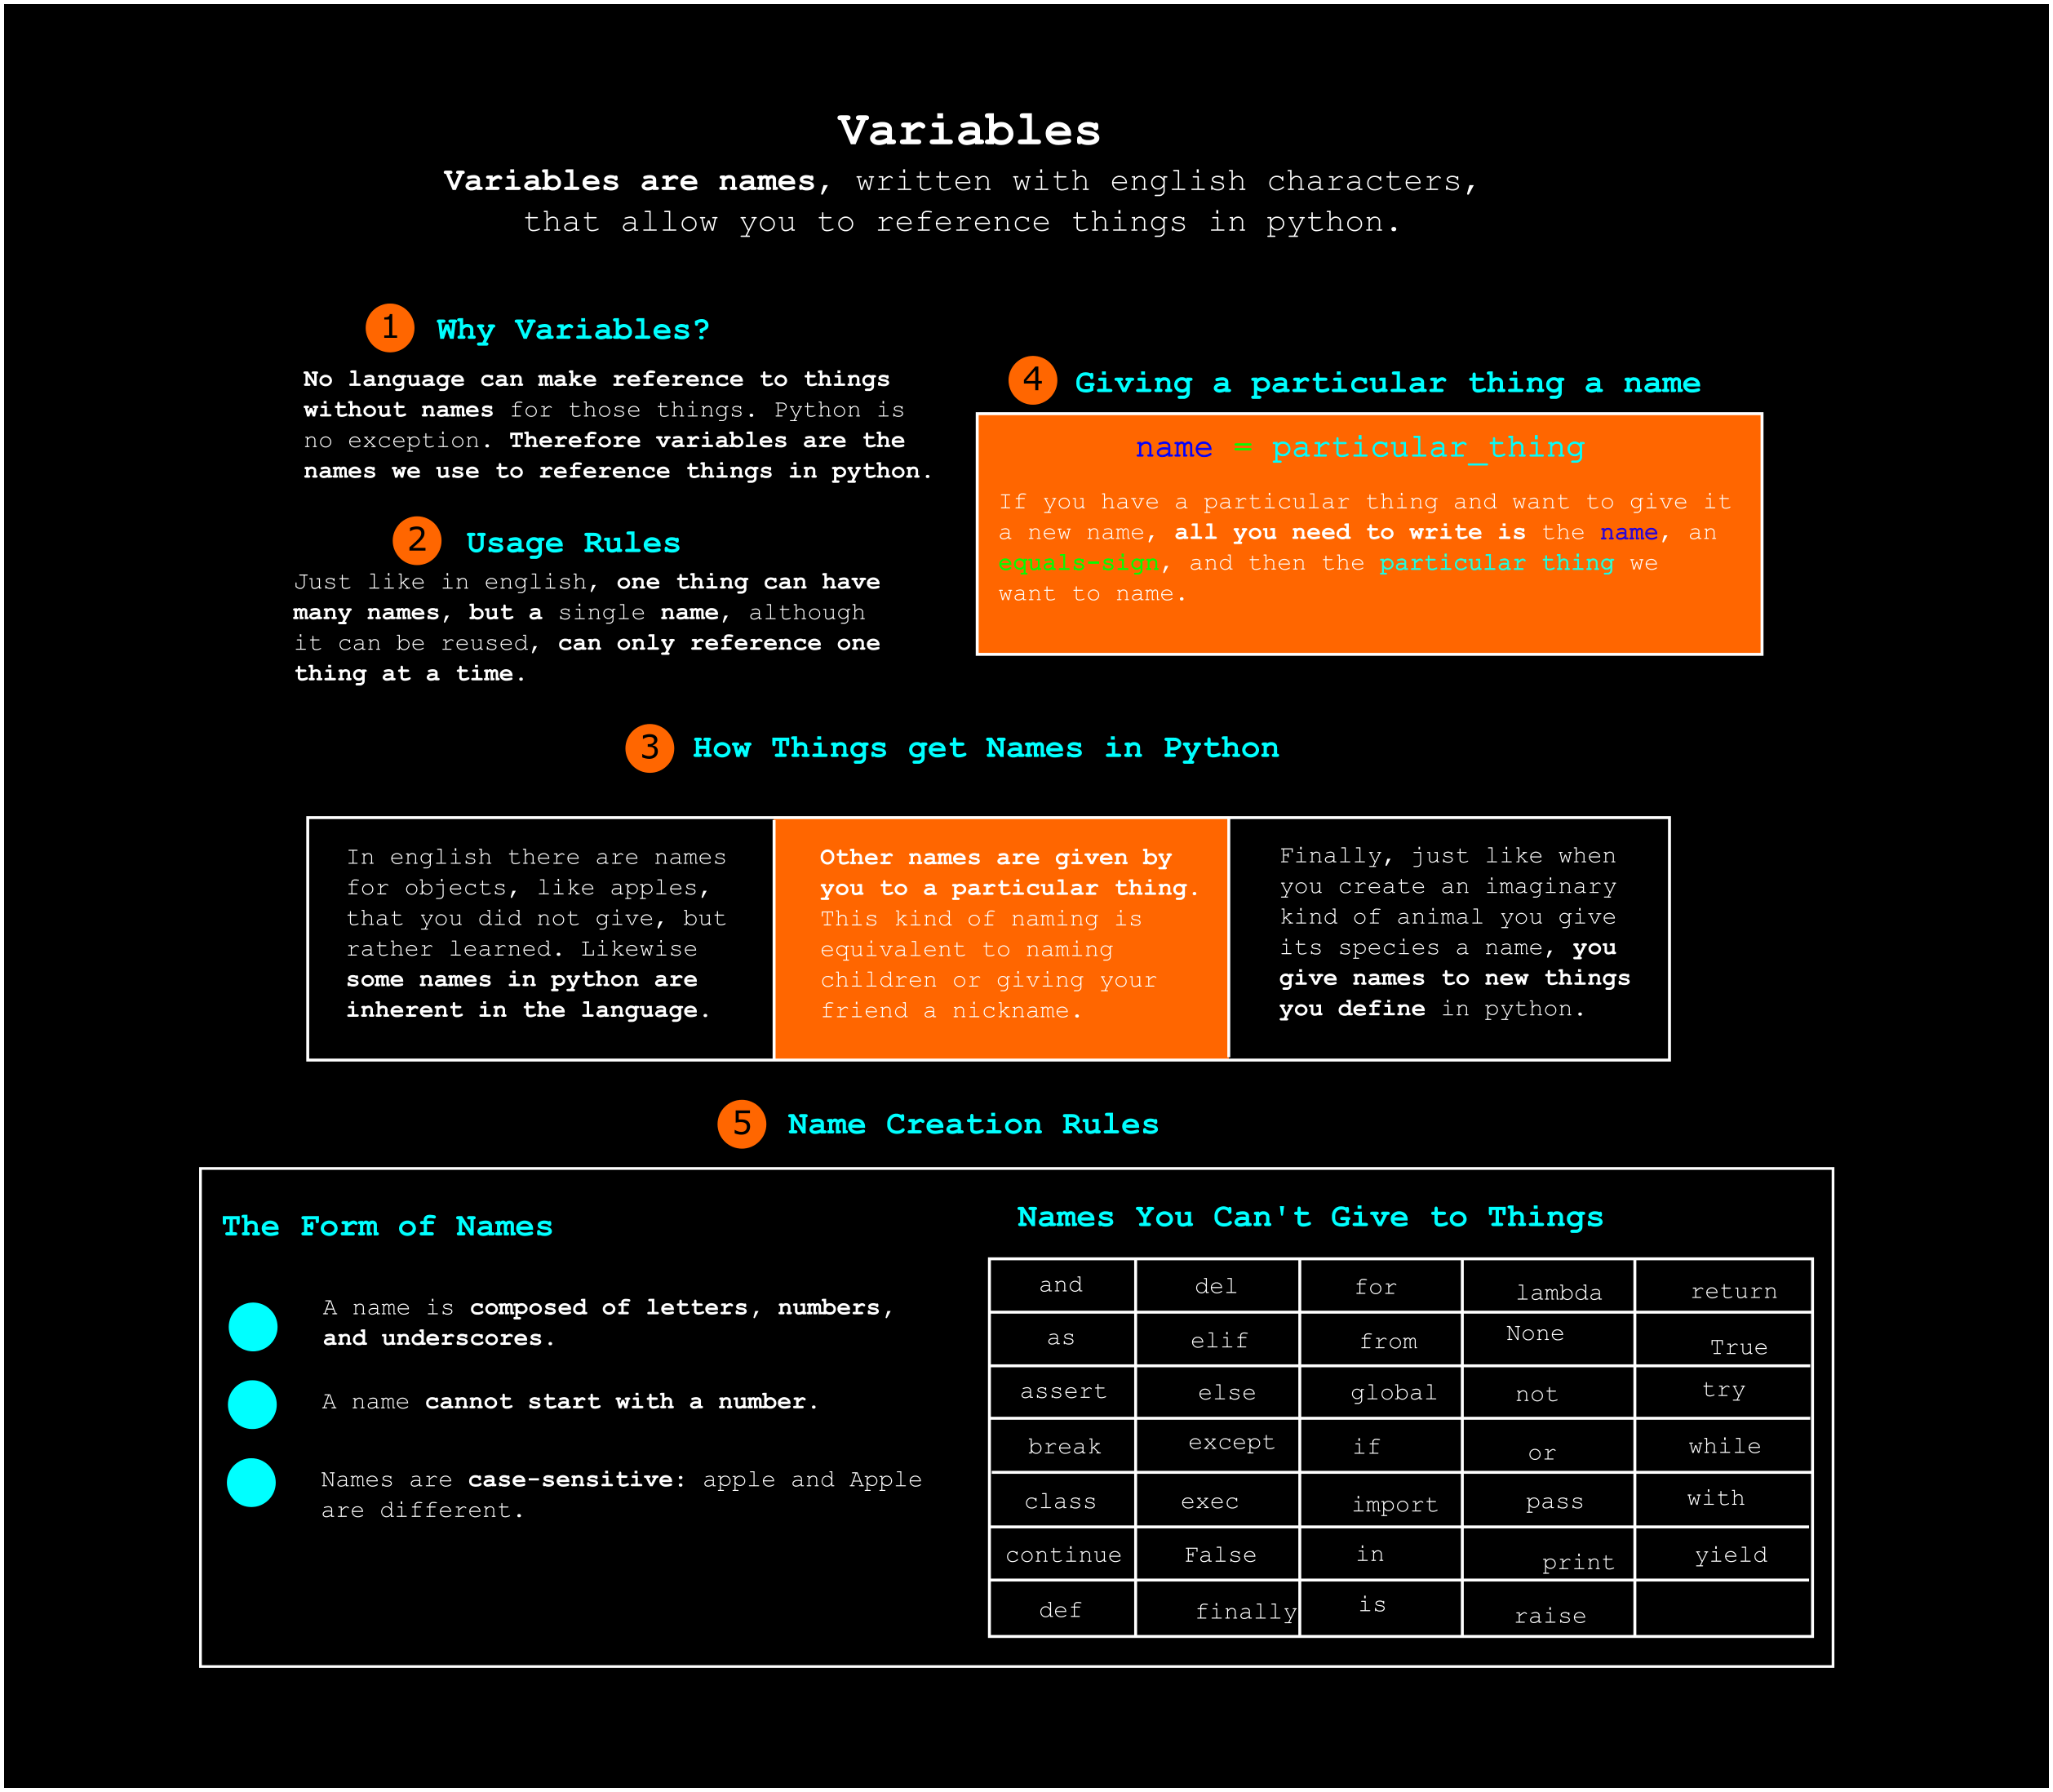 Variables
Variables are names, written with english characters,
that allow you to reference things in python.
1 Why Variables?
No language can make reference to things
without names for those things. Python is
no exception. Therefore variables are the
names we use to reference things in python.
2 Usage Rules
Just like in english, one thing can have
many names, but a single name, although
it can be reused, can only reference one
thing at a time.
4 Giving a particular thing a name
name = particular_thing
If you have a particular thing and want to give it
a new name, all you need to write is the name, an
equals-sign, and then the particular thing we
want to name.
3 How Things get Names in Python
In english there are names
for objects, like apples,
that you did not give, but
rather learned. Likewise
some names in python are
inherent in the language.
Other names are given by
you to a particular thing.
This kind of naming is
equivalent to naming
children or giving your
friend a nickname.
Finally, just like when
you create an imaginary
kind of animal you give
its species a name, you
give names to new things
you define in python.
5 Name Creation Rules
The Form of Names
A name is composed of letters, numbers,
and underscores.
A name cannot start with a number.
Names are case-sensitive: apple and Apple
are different.
Names You Can't Give to Things
and del for lambda return
as elif from None True
assert else global not try
break except if or while
class exec import pass with
continue False in print yield
def finally is raise